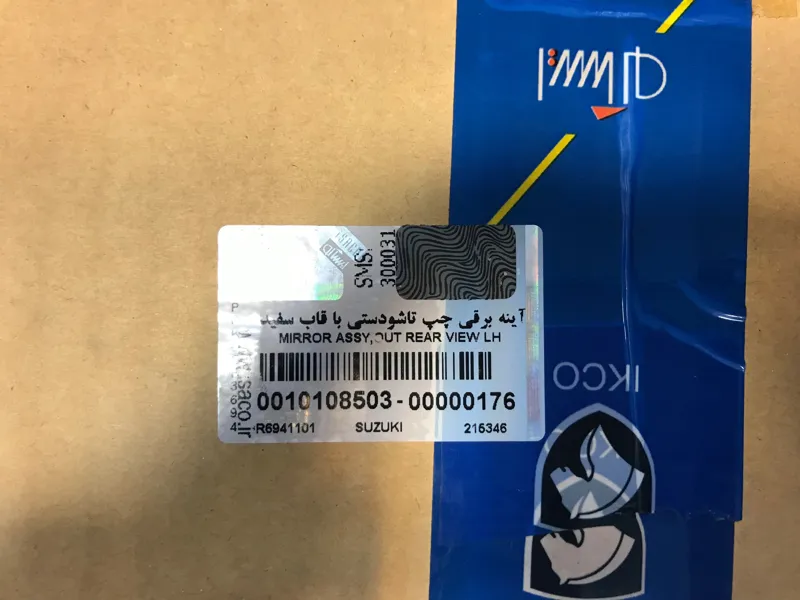 ایساکو
ISACO
SMS:
300031
آینه برقی چپ تاشودستی با قاب سفید
MIRROR ASSY,OUT REAR VIEW LH
0010108503-00000176
R6941101 SUZUKI 215346
IKCO